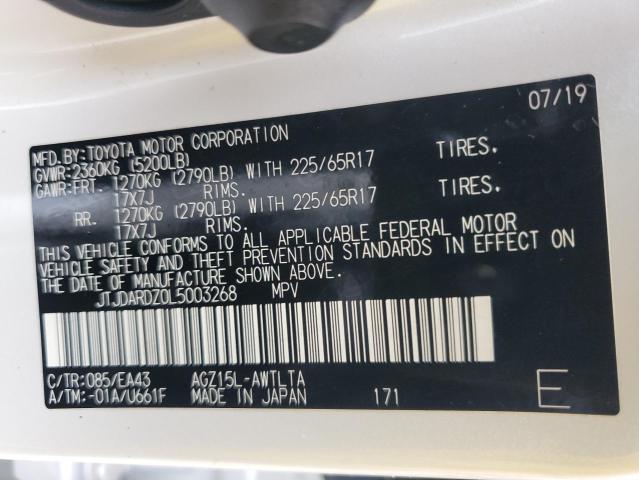 07/19
MFD.BY:TOYOTA MOTOR CORPORATION
GVWR:2360KG (5200LB)
GAWR:FRT. 1270KG (2790LB) WITH 225/65R17 TIRES.
17X7J RIMS.
RR. 1270KG (2790LB) WITH 225/65R17 TIRES.
17X7J RIMS.
THIS VEHICLE CONFORMS TO ALL APPLICABLE FEDERAL MOTOR
VEHICLE SAFETY AND THEFT PREVENTION STANDARDS IN EFFECT ON
THE DATE OF MANUFACTURE SHOWN ABOVE.
JTJDARDZ0L5003268 MPV
C/TR:085/EA43 AGZ15L-AWTLTA
A/TM:-01A/U661F MADE IN JAPAN 171 E